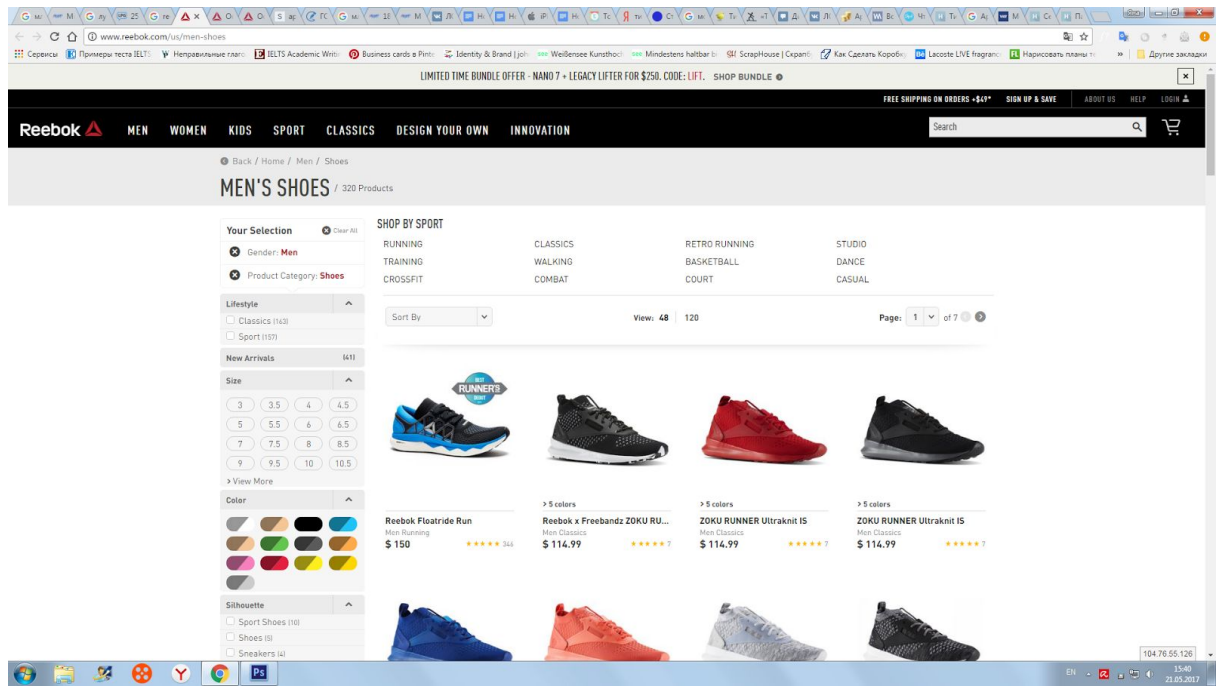 www.reebok.com/us/men-shoes
Сервисы
Примеры теста IELTS
IELTS Academic Writi
Business cards в Pinte
Identity & Brand | joh
Weißensee Kunsthoch
Mindestens haltbar b
ScrapHouse | Скрапб
Как Сделать Коробку
Lacoste L!VE fragranc
Нарисовать планы
»
Другие закладки
LIMITED TIME BUNDLE OFFER - NANO 7 + LEGACY LIFTER FOR $250. CODE: LIFT. SHOP BUNDLE
FREE SHIPPING ON ORDERS +$49* SIGN UP & SAVE ABOUT US HELP LOGIN
Reebok MEN WOMEN KIDS SPORT CLASSICS DESIGN YOUR OWN INNOVATION Search
Back / Home / Men / Shoes
MEN'S SHOES / 320 Products
Your Selection Clear All
Gender: Men
Product Category: Shoes
Lifestyle
Classics (163)
Sport (157)
New Arrivals (41)
Size
3 3.5 4 4.5
5 5.5 6 6.5
7 7.5 8 8.5
9 9.5 10 10.5
> View More
Color
Silhouette
Sport Shoes (10)
Shoes (5)
Sneakers (4)
SHOP BY SPORT
RUNNING CLASSICS RETRO RUNNING STUDIO
TRAINING WALKING BASKETBALL DANCE
CROSSFIT COMBAT COURT CASUAL
Sort By View: 48 120 Page: 1 of 7
BEST
RUNNER'S
DEBUT
> 5 colors > 5 colors > 5 colors
Reebok Floatride Run Reebok x Freebandz ZOKU RU... ZOKU RUNNER Ultraknit IS ZOKU RUNNER Ultraknit IS
Men Running Men Classics Men Classics Men Classics
$ 150 346 $ 114.99 7 $ 114.99 7 $ 114.99 7
104.76.55.126
Ps
EN
15:40
21.05.2017